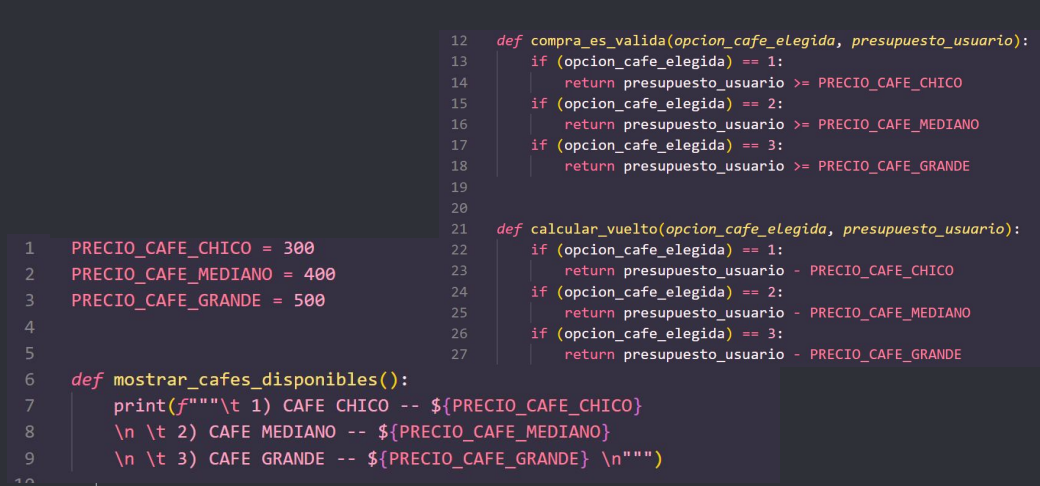 1 PRECIO_CAFE_CHICO = 300
2 PRECIO_CAFE_MEDIANO = 400
3 PRECIO_CAFE_GRANDE = 500
4
5
6 def mostrar_cafes_disponibles():
7     print(f"""\t 1) CAFE CHICO -- ${PRECIO_CAFE_CHICO}
8     \n \t 2) CAFE MEDIANO -- ${PRECIO_CAFE_MEDIANO}
9     \n \t 3) CAFE GRANDE -- ${PRECIO_CAFE_GRANDE} \n""")
10
12 def compra_es_valida(opcion_cafe_elegida, presupuesto_usuario):
13     if (opcion_cafe_elegida) == 1:
14         return presupuesto_usuario >= PRECIO_CAFE_CHICO
15     if (opcion_cafe_elegida) == 2:
16         return presupuesto_usuario >= PRECIO_CAFE_MEDIANO
17     if (opcion_cafe_elegida) == 3:
18         return presupuesto_usuario >= PRECIO_CAFE_GRANDE
19
20
21 def calcular_vuelto(opcion_cafe_elegida, presupuesto_usuario):
22     if (opcion_cafe_elegida) == 1:
23         return presupuesto_usuario - PRECIO_CAFE_CHICO
24     if (opcion_cafe_elegida) == 2:
25         return presupuesto_usuario - PRECIO_CAFE_MEDIANO
26     if (opcion_cafe_elegida) == 3:
27         return presupuesto_usuario - PRECIO_CAFE_GRANDE